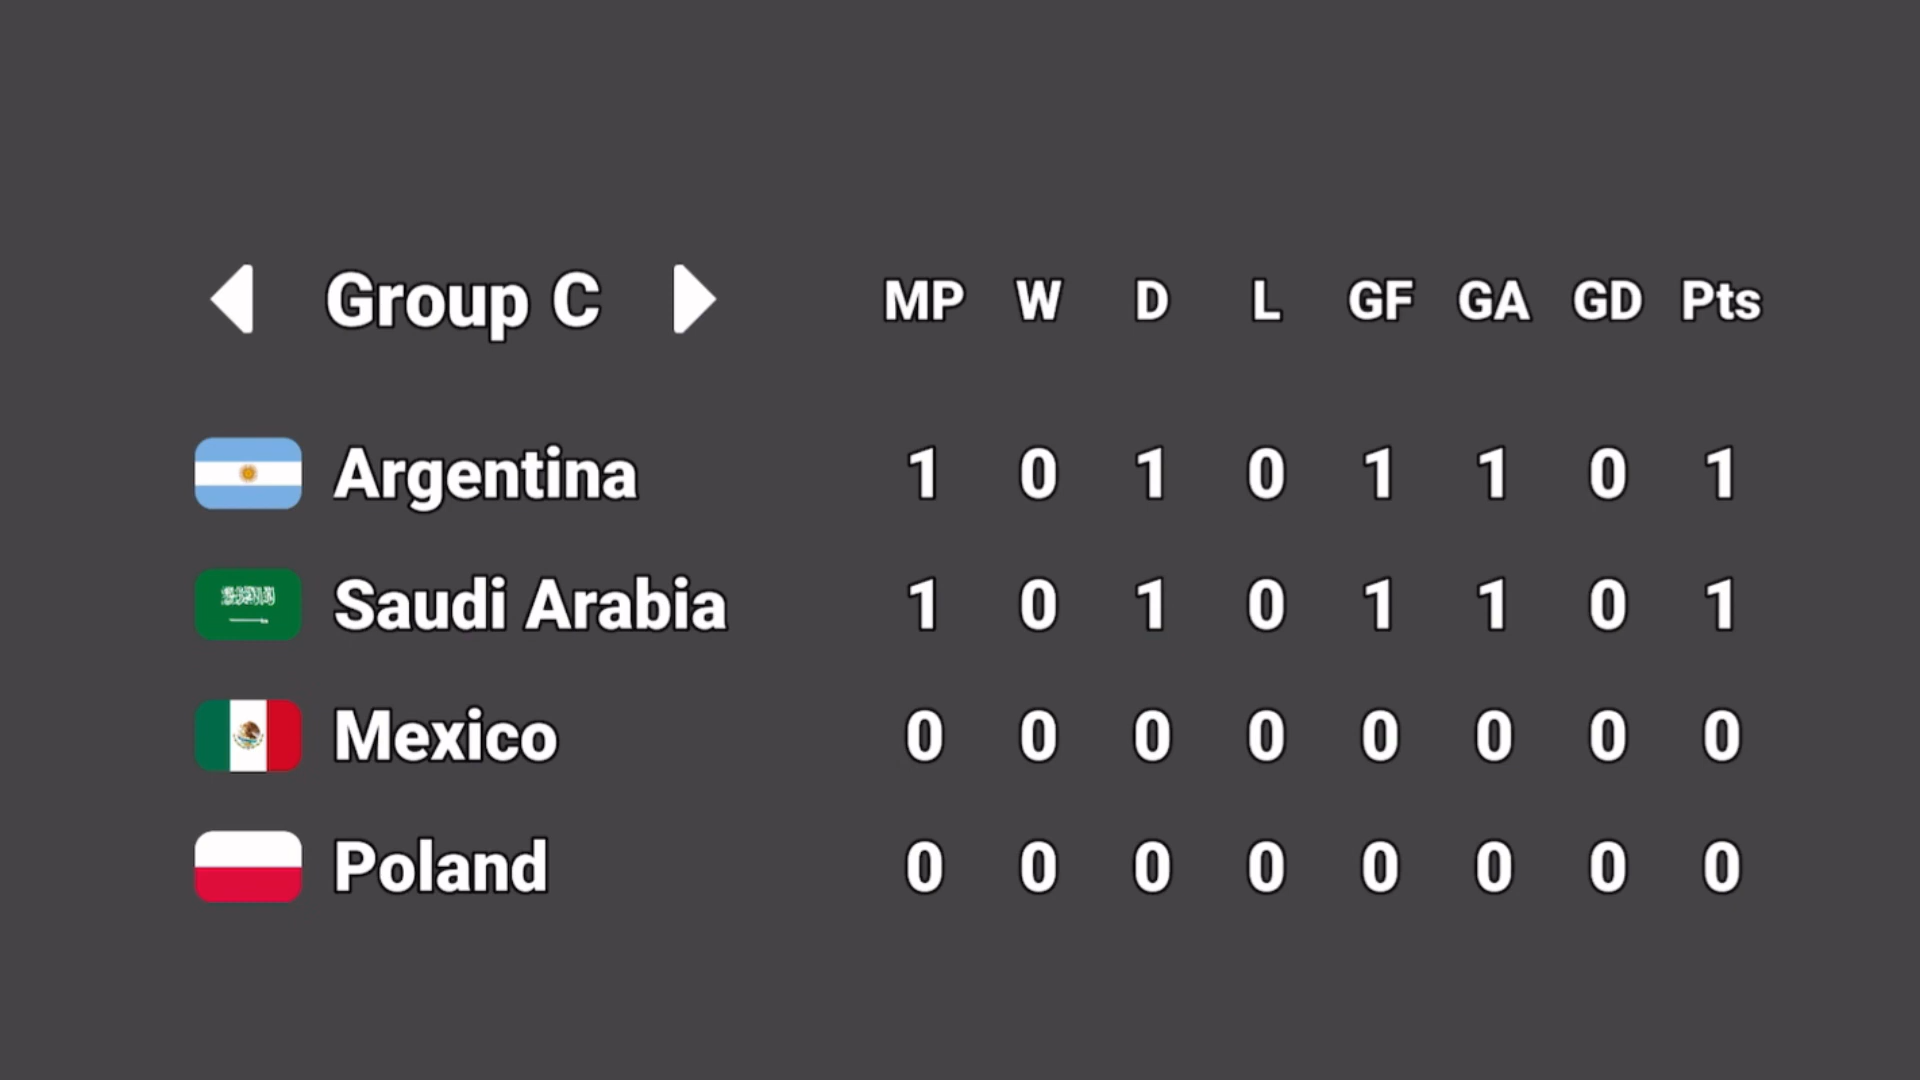 Group C MP W D L GF GA GD Pts
Argentina 1 0 1 0 1 1 0 1
Saudi Arabia 1 0 1 0 1 1 0 1
Mexico 0 0 0 0 0 0 0 0
Poland 0 0 0 0 0 0 0 0